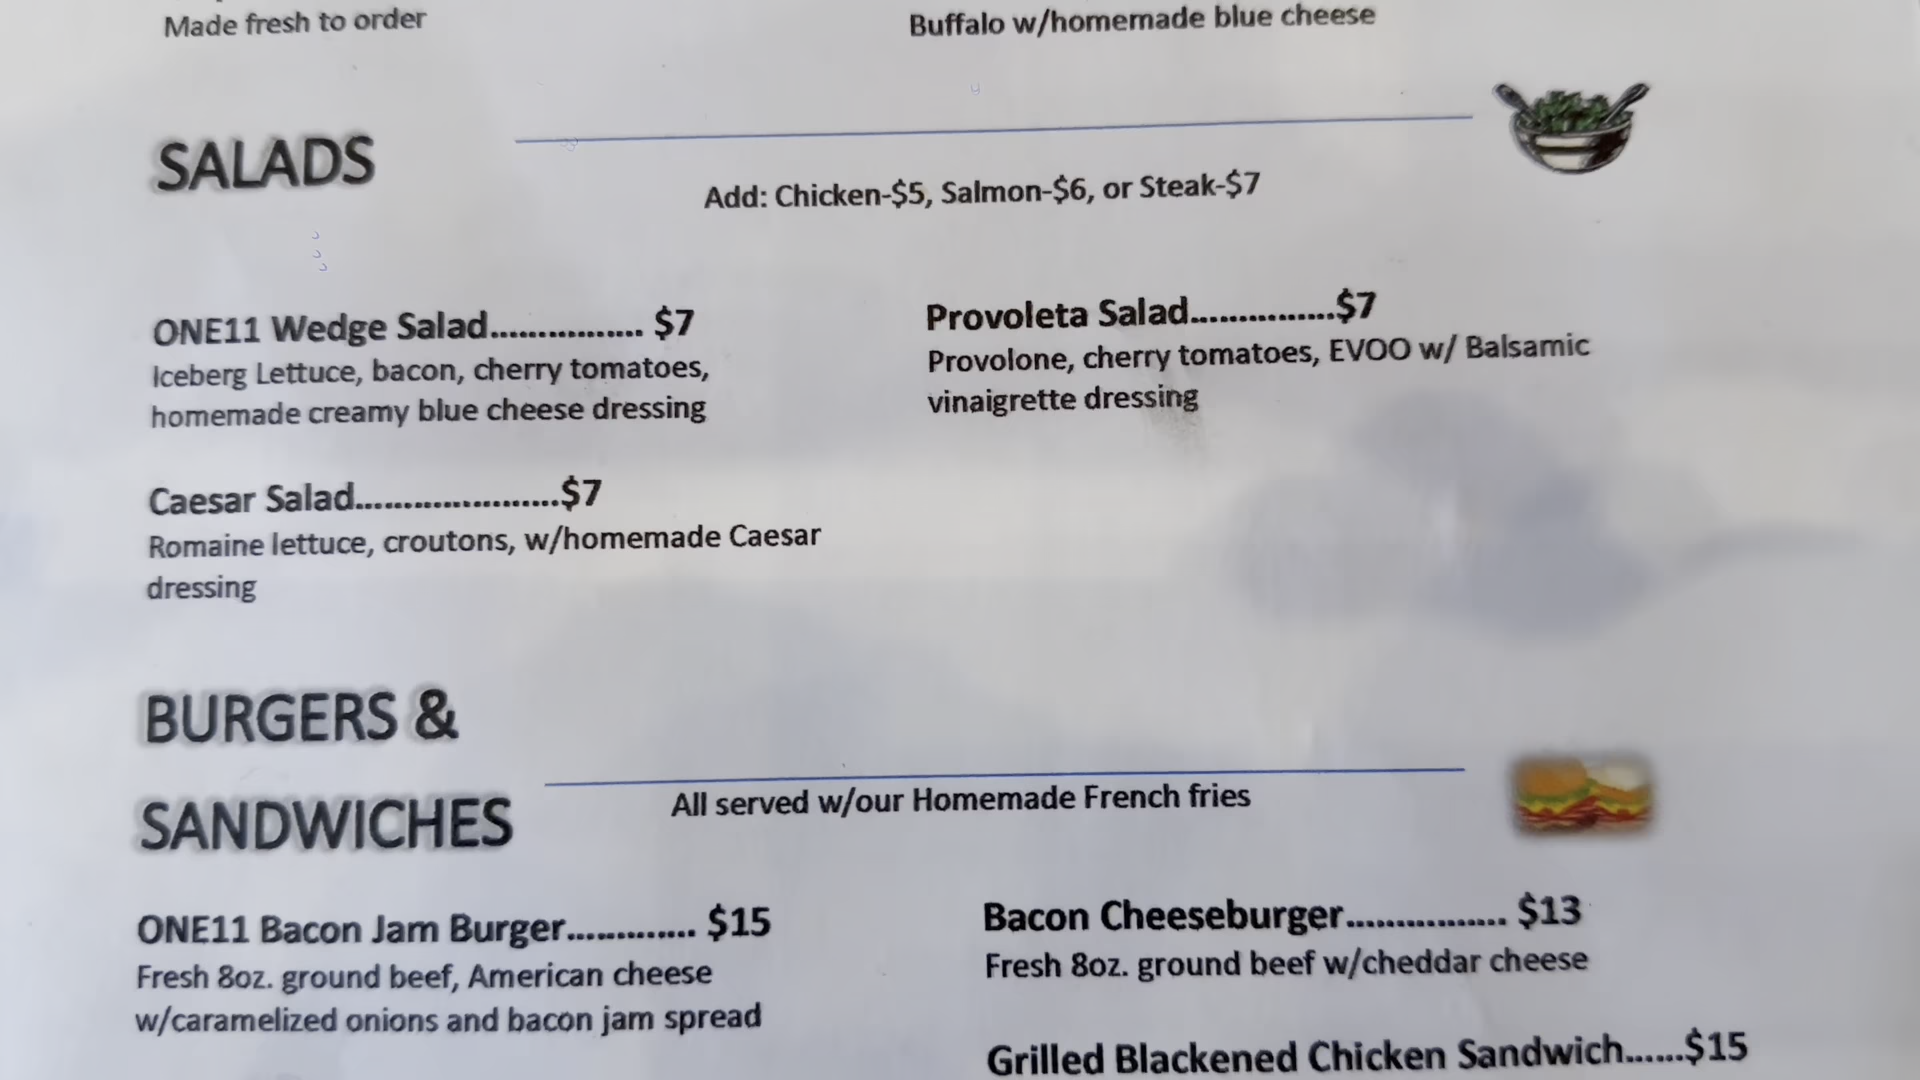 Made fresh to order
Buffalo w/homemade blue cheese
SALADS
Add: Chicken-$5, Salmon-$6, or Steak-$7
ONE11 Wedge Salad................ $7
Iceberg Lettuce, bacon, cherry tomatoes,
homemade creamy blue cheese dressing
Provoleta Salad...............$7
Provolone, cherry tomatoes, EVOO w/ Balsamic
vinaigrette dressing
Caesar Salad.....................$7
Romaine lettuce, croutons, w/homemade Caesar
dressing
BURGERS &
SANDWICHES
All served w/our Homemade French fries
ONE11 Bacon Jam Burger............. $15
Fresh 8oz. ground beef, American cheese
w/caramelized onions and bacon jam spread
Bacon Cheeseburger................. $13
Fresh 8oz. ground beef w/cheddar cheese
Grilled Blackened Chicken Sandwich......$15